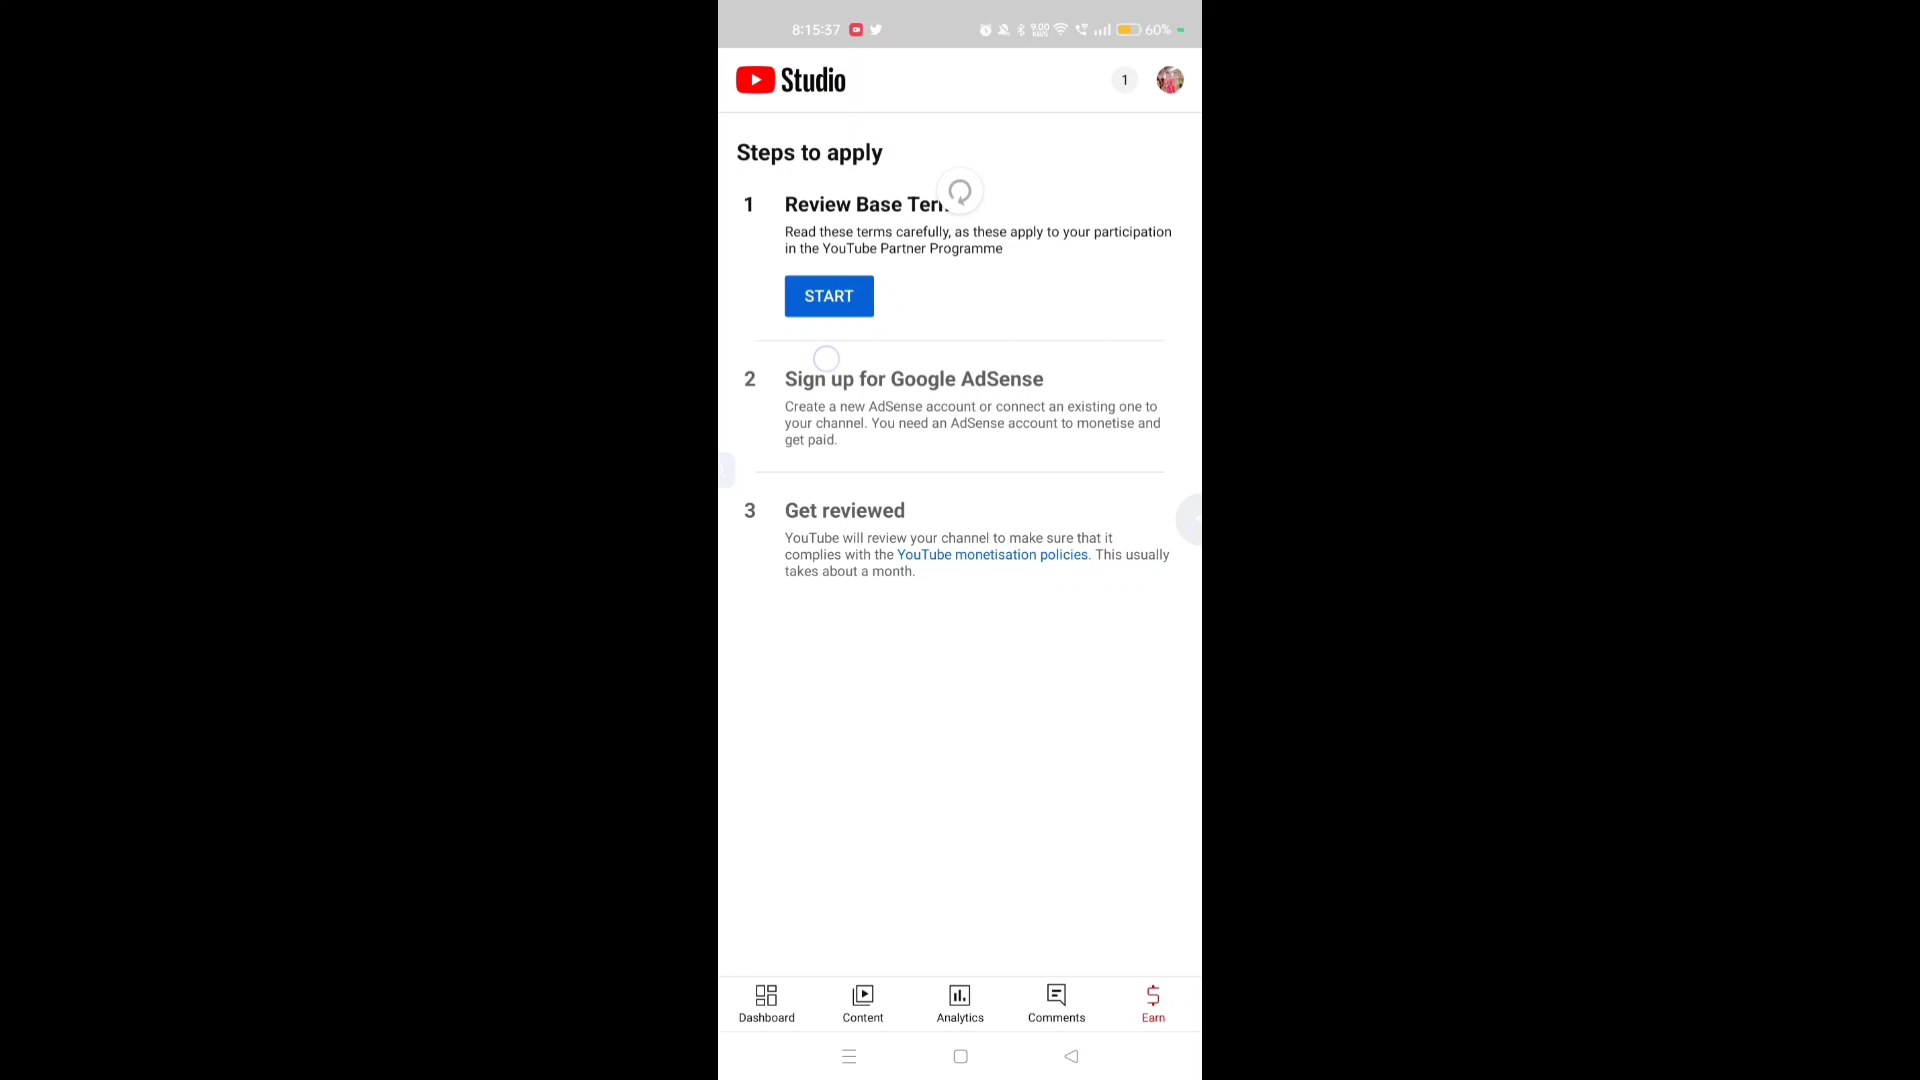 8:15:37
9.00
KB/S
60%
Studio
1
Steps to apply
1
Review Base
Read these terms carefully, as these apply to your participation
in the YouTube Partner Programme
START
2
Sign up for Google AdSense
Create a new AdSense account or connect an existing one to
your channel. You need an AdSense account to monetise and
get paid.
3
Get reviewed
YouTube will review your channel to make sure that it
complies with the YouTube monetisation policies. This usually
takes about a month.
Dashboard
Content
Analytics
Comments
Earn